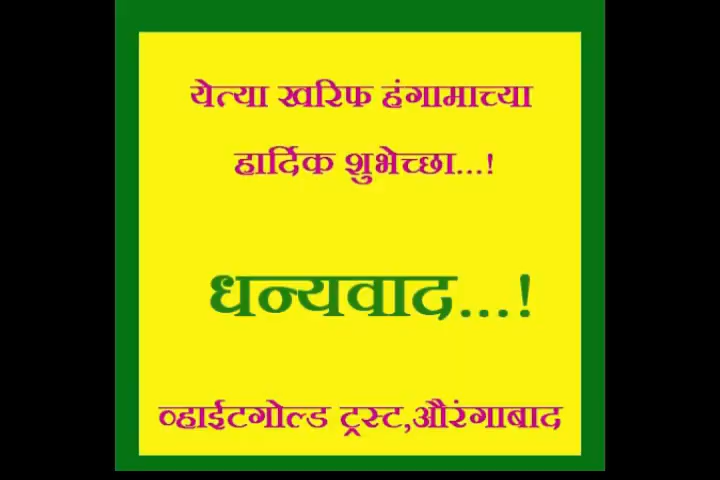 येत्या खरिफ हंगामाच्या
हार्दिक शुभेच्छा...!
धन्यवाद...!
व्हाईटगोल्ड ट्रस्ट,औरंगाबाद